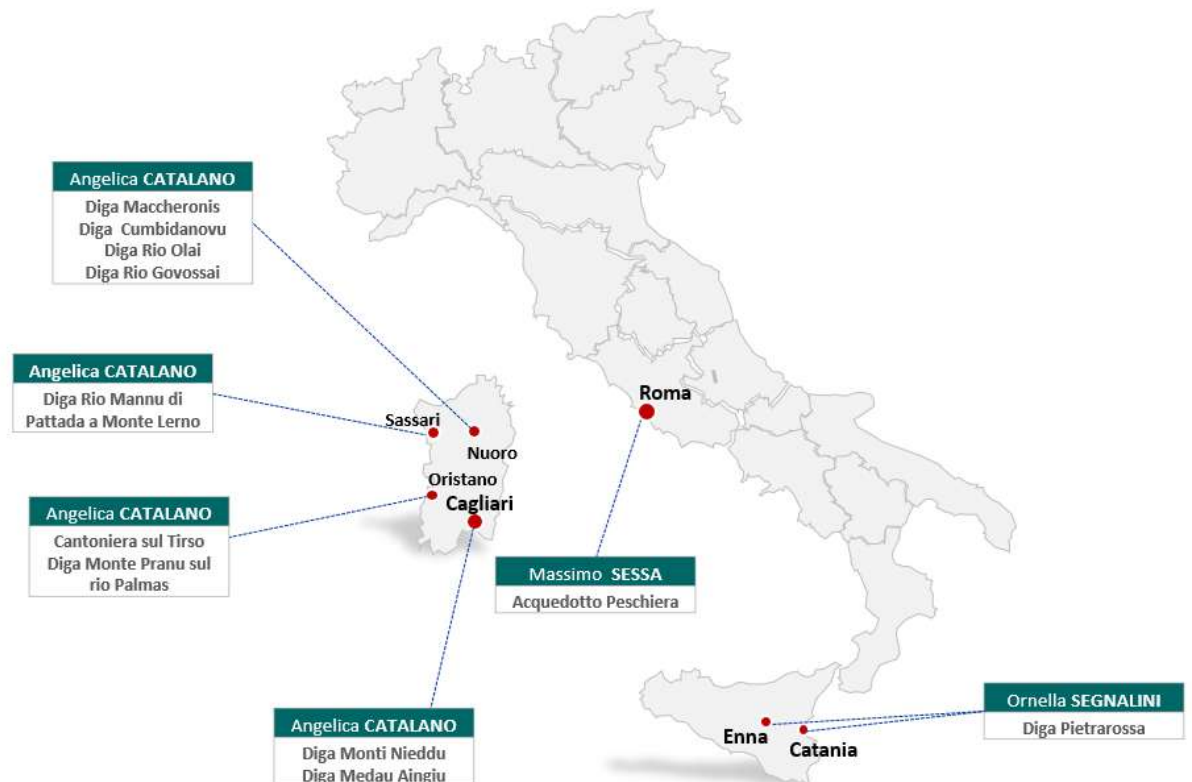 Angelica CATALANO
Diga Maccheronis
Diga Cumbidanovu
Diga Rio Olai
Diga Rio Govossai
Angelica CATALANO
Diga Rio Mannu di
Pattada a Monte Lerno
Sassari
Nuoro
Oristano
Cagliari
Roma
Angelica CATALANO
Cantoniera sul Tirso
Diga Monte Pranu sul
rio Palmas
Massimo SESSA
Acquedotto Peschiera
Angelica CATALANO
Diga Monti Nieddu
Diga Medau Aingiu
Enna
Catania
Ornella SEGNALINI
Diga Pietrarossa